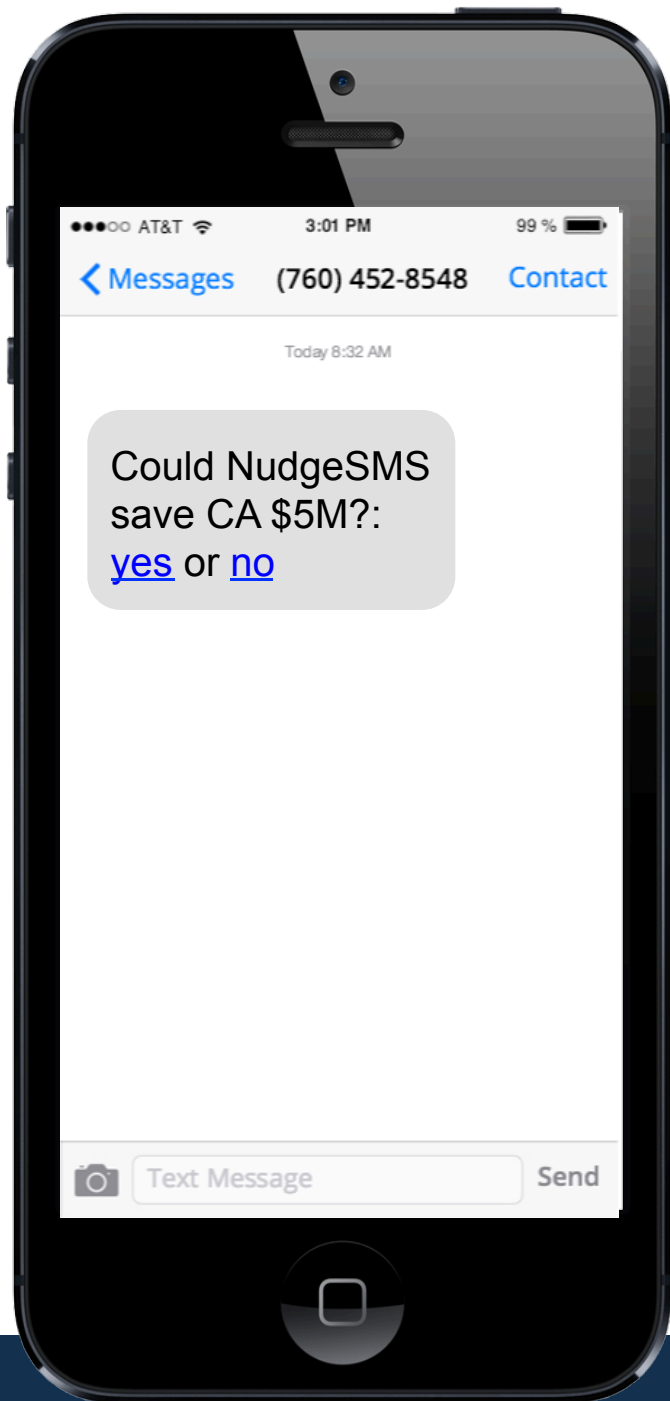 AT&T 3:01 PM 99 %
Messages (760) 452-8548 Contact
Today 8:32 AM
Could NudgeSMS
save CA $5M?:
yes or no
Text Message Send